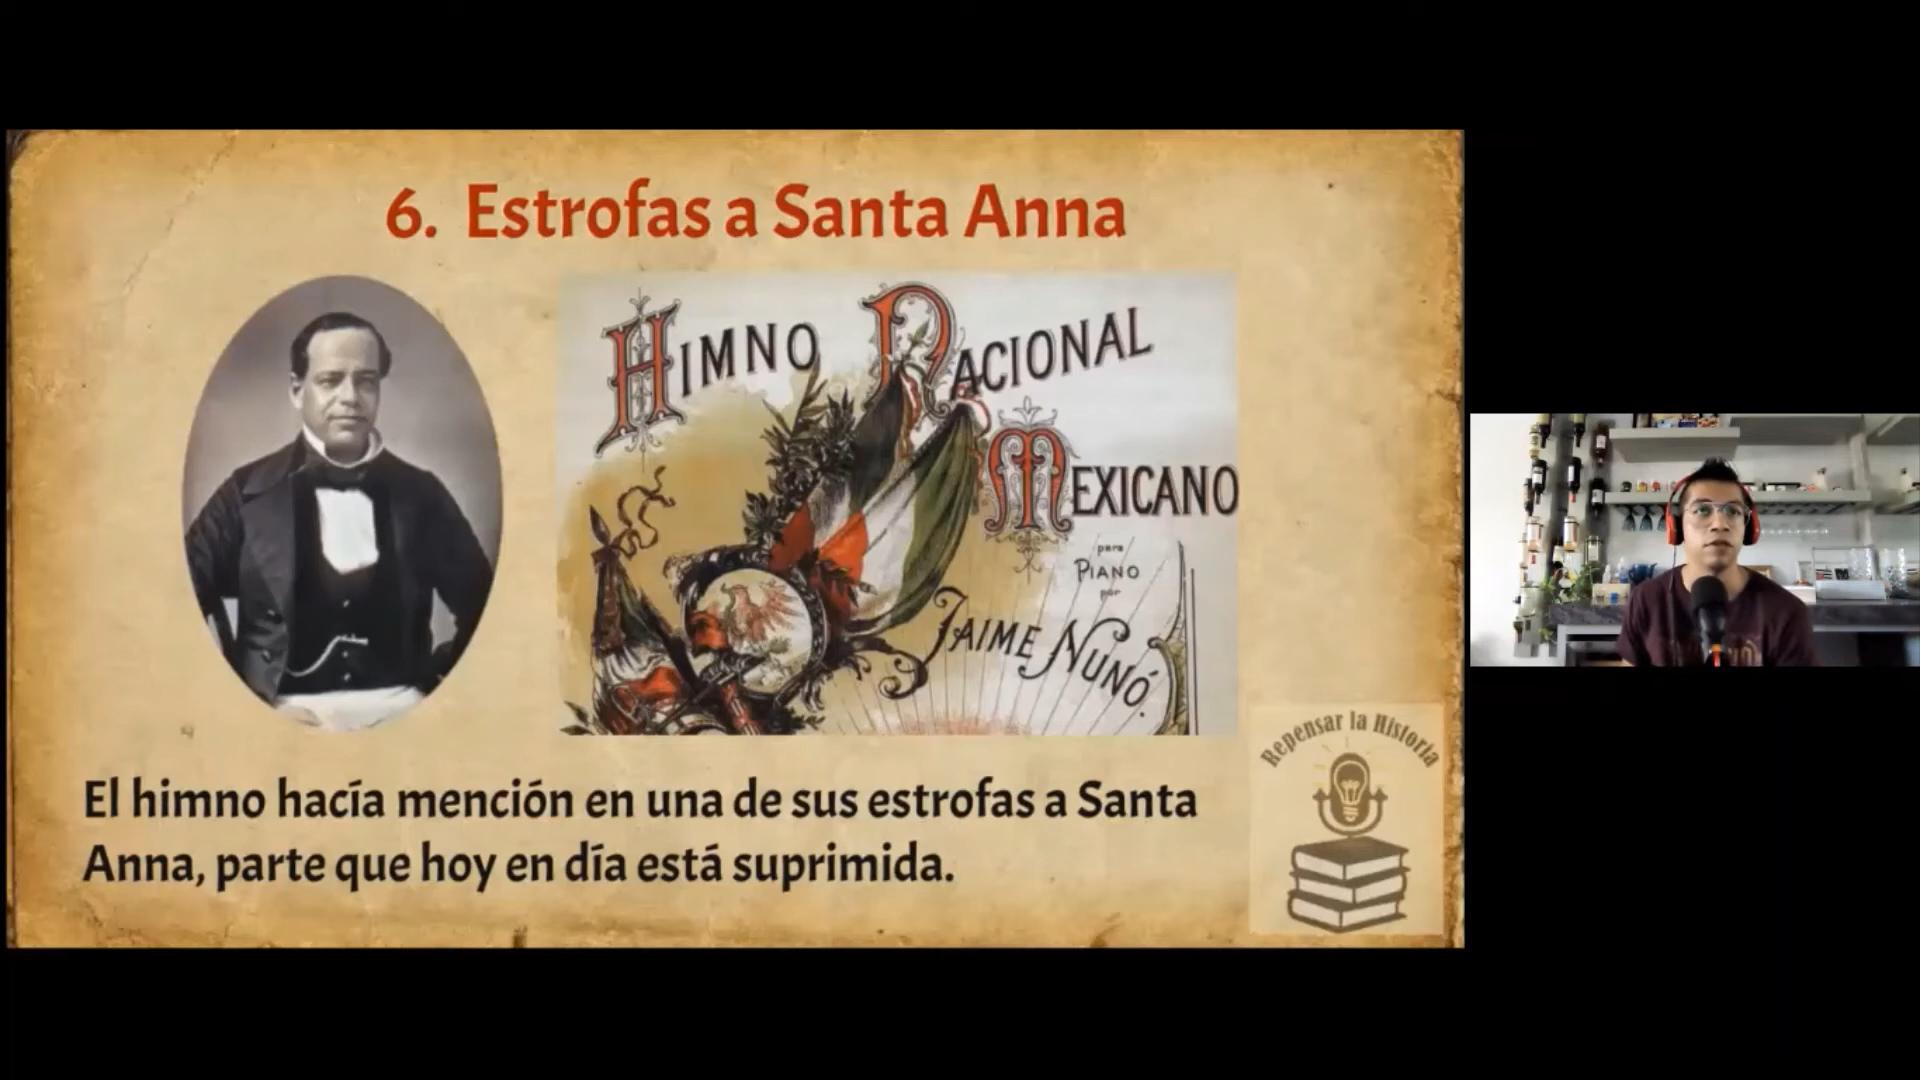 6. Estrofas a Santa Anna
HIMNO NACIONAL
MEXICANO
para
PIANO
por
JAIME NUNÓ.
El himno hacía mención en una de sus estrofas a Santa
Anna, parte que hoy en día está suprimida.
Repensar la Historia